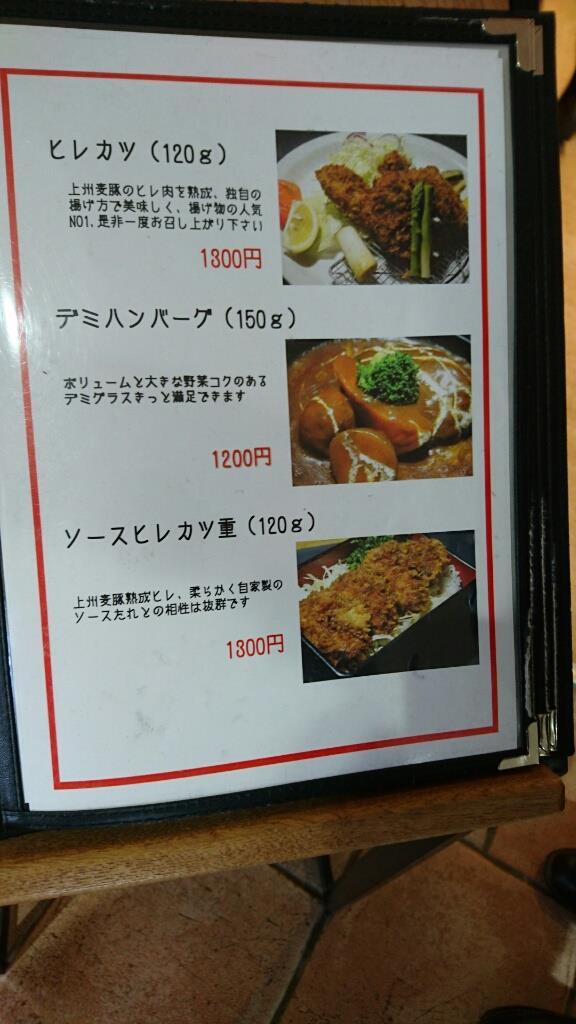 ヒレカツ（120ｇ）
上州麦豚のヒレ肉を熟成、独自の
揚げ方で美味しく、揚げ物の人気
NO1.是非一度お召し上がり下さい
1300円
デミハンバーグ（150ｇ）
ボリュームと大きな野菜コクのある
デミグラスきっと満足できます
1200円
ソースヒレカツ重（120ｇ）
上州麦豚熟成ヒレ、柔らかく自家製の
ソースたれとの相性は抜群です
1300円